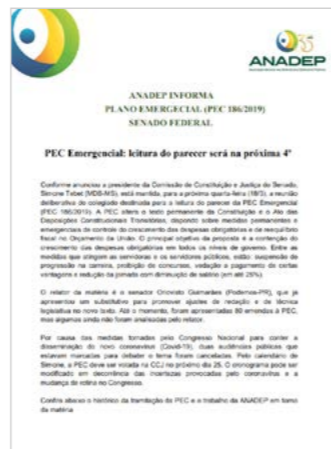 ANADEP
ANADEP INFORMA
PLANO EMERGECIAL (PEC 186/2019)
SENADO FEDERAL
PEC Emergencial: leitura do parecer será na próxima 4ª
Conforme anunciou a presidente da Comissão de Constituição e Justiça do Senado,
Simone Tebet (MDB-MS), está mantida, para a próxima quarta-feira (18/3), a reunião
deliberativa do colegiado destinada para a leitura do parecer da PEC Emergencial
(PEC 186/2019). A PEC altera o texto permanente da Constituição e o Ato das
Disposições Constitucionais Transitórias, dispondo sobre medidas permanentes e
emergenciais de controle do crescimento das despesas obrigatórias e de reequilíbrio
fiscal no Orçamento da União. O principal objetivo da proposta é a contenção do
crescimento das despesas obrigatórias em todos os níveis de governo. Entre as
medidas que atingem as servidoras e os servidores públicos, estão: suspensão de
progressão na carreira, proibição de concursos, vedação a pagamento de certas
vantagens e redução da jornada com diminuição de salário (em até 25%).
O relator da matéria é o senador Oriovisto Guimarães (Podemos-PR), que já
apresentou um substitutivo para promover ajustes de redação e de técnica
legislativa no novo texto. Até o momento, foram apresentadas 80 emendas à PEC,
mas algumas ainda não foram analisadas pelo relator.
Por causa das medidas tomadas pelo Congresso Nacional para conter a
disseminação do novo coronavírus (Covid-19), duas audiências públicas que
estavam marcadas para debater o tema foram canceladas. Pelo calendário de
Simone, a PEC deve ser votada na CCJ no próximo dia 25. O cronograma pode ser
modificado em decorrência das incertezas provocadas pelo coronavírus e a
mudança de rotina no Congresso.
Confira abaixo o histórico da tramitação da PEC e o trabalho da ANADEP em torno
da matéria